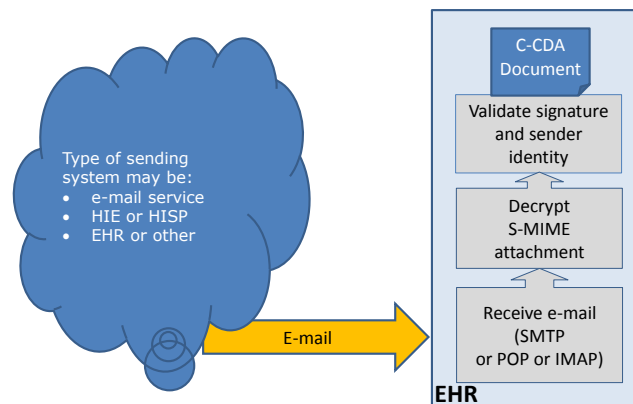 Type of sending
system may be:
• e-mail service
• HIE or HISP
• EHR or other
E-mail
C-CDA
Document
Validate signature
and sender
identity
Decrypt
S-MIME
attachment
Receive e-mail
(SMTP
or POP or IMAP)
EHR